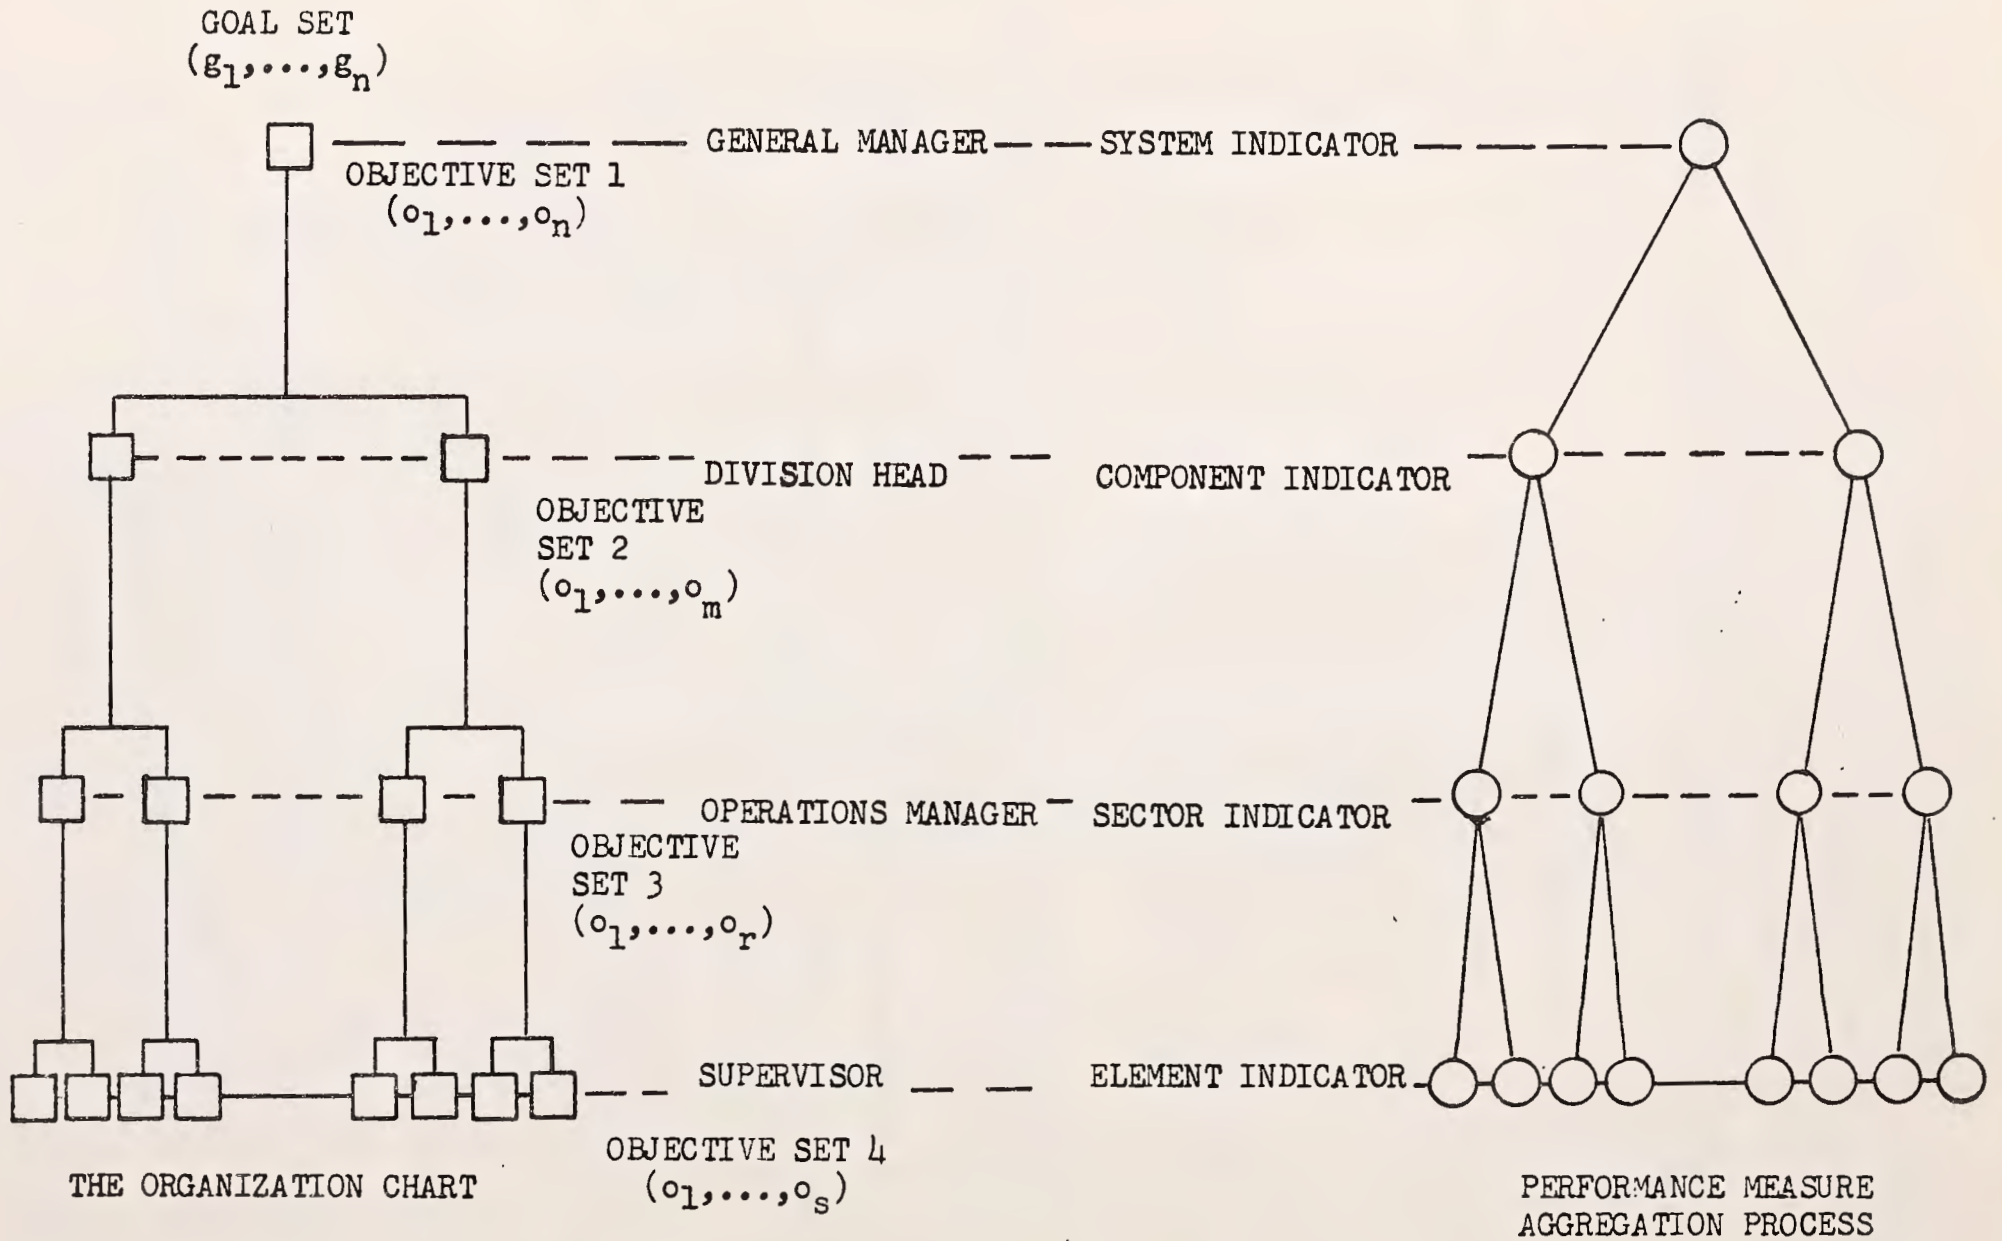 GOAL SET
(g1,...,gn)
GENERAL MANAGER
SYSTEM INDICATOR
OBJECTIVE SET 1
(o1,...,on)
DIVISION HEAD
COMPONENT INDICATOR
OBJECTIVE
SET 2
(o1,...,om)
OPERATIONS MANAGER
SECTOR INDICATOR
OBJECTIVE
SET 3
(o1,...,or)
SUPERVISOR
ELEMENT INDICATOR
OBJECTIVE SET 4
(o1,...,os)
THE ORGANIZATION CHART
PERFORMANCE MEASURE
AGGREGATION PROCESS